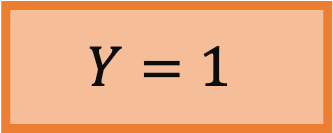 Y = 1